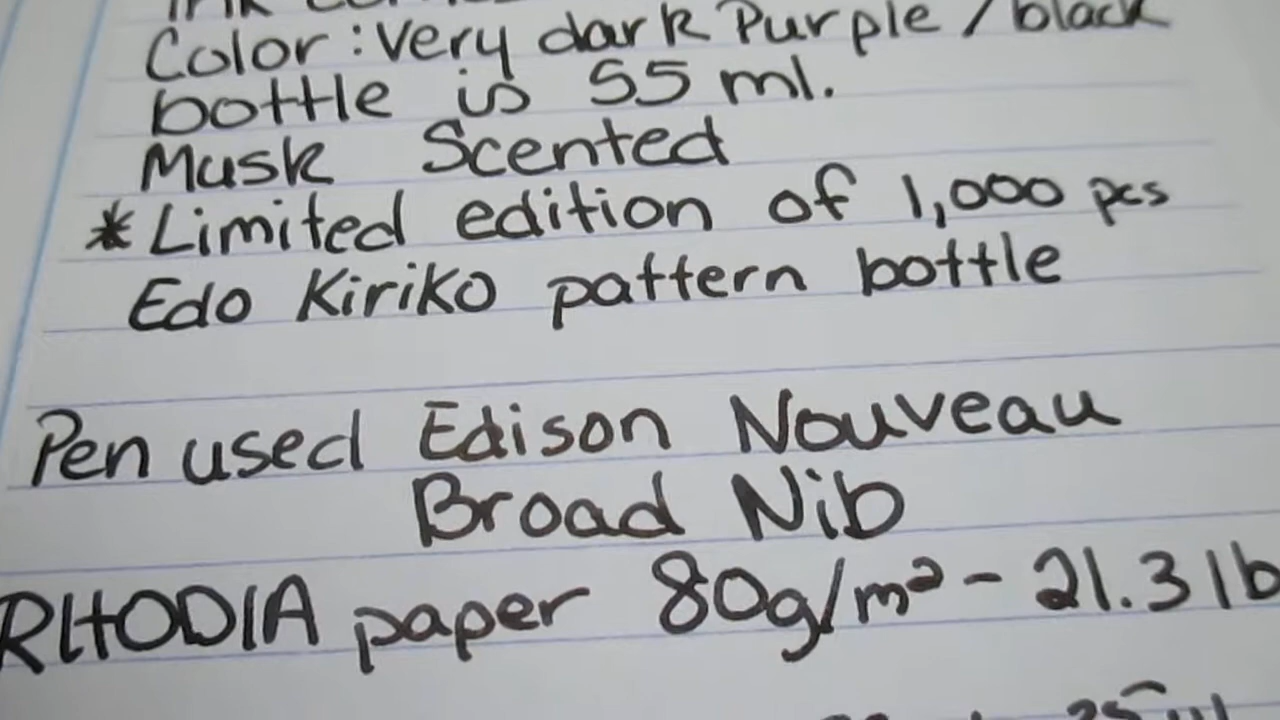 Color: Very dark Purple / black
bottle is 55 ml.
Musk Scented
*Limited edition of 1,000 pcs
Edo Kiriko pattern bottle
Pen used Edison Nouveau
Broad Nib
RHODIA paper 80g/m² - 21.3 lb